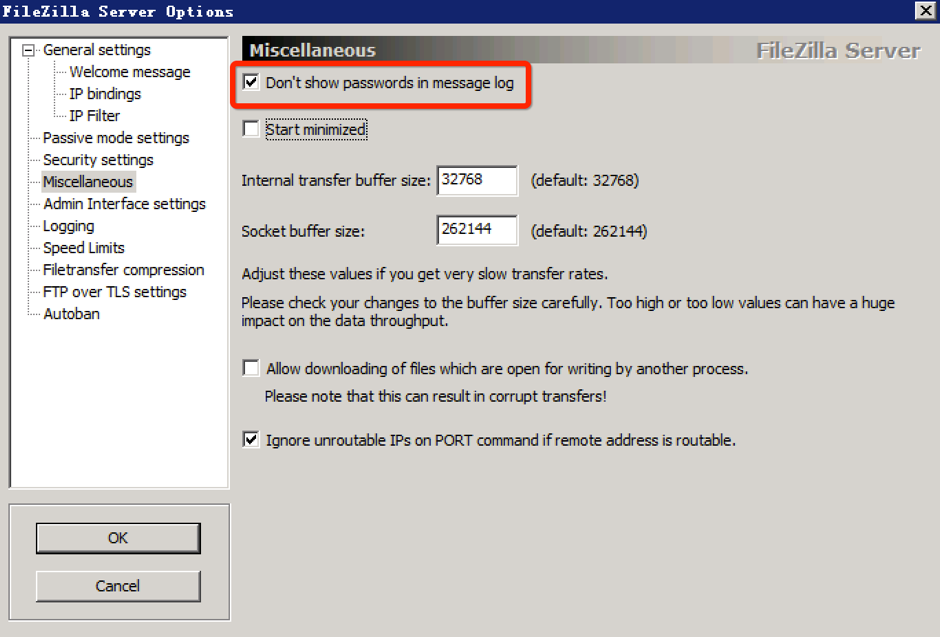 FileZilla Server Options
General settings
Welcome message
IP bindings
IP Filter
Passive mode settings
Security settings
Miscellaneous
Admin Interface settings
Logging
Speed Limits
Filetransfer compression
FTP over TLS settings
Autoban
OK
Cancel
Miscellaneous
FileZilla Server
Don't show passwords in message log
Start minimized
Internal transfer buffer size: 32768 (default: 32768)
Socket buffer size: 262144 (default: 262144)
Adjust these values if you get very slow transfer rates.
Please check your changes to the buffer size carefully. Too high or too low values can have a huge
impact on the data throughput.
Allow downloading of files which are open for writing by another process.
Please note that this can result in corrupt transfers!
Ignore unroutable IPs on PORT command if remote address is routable.